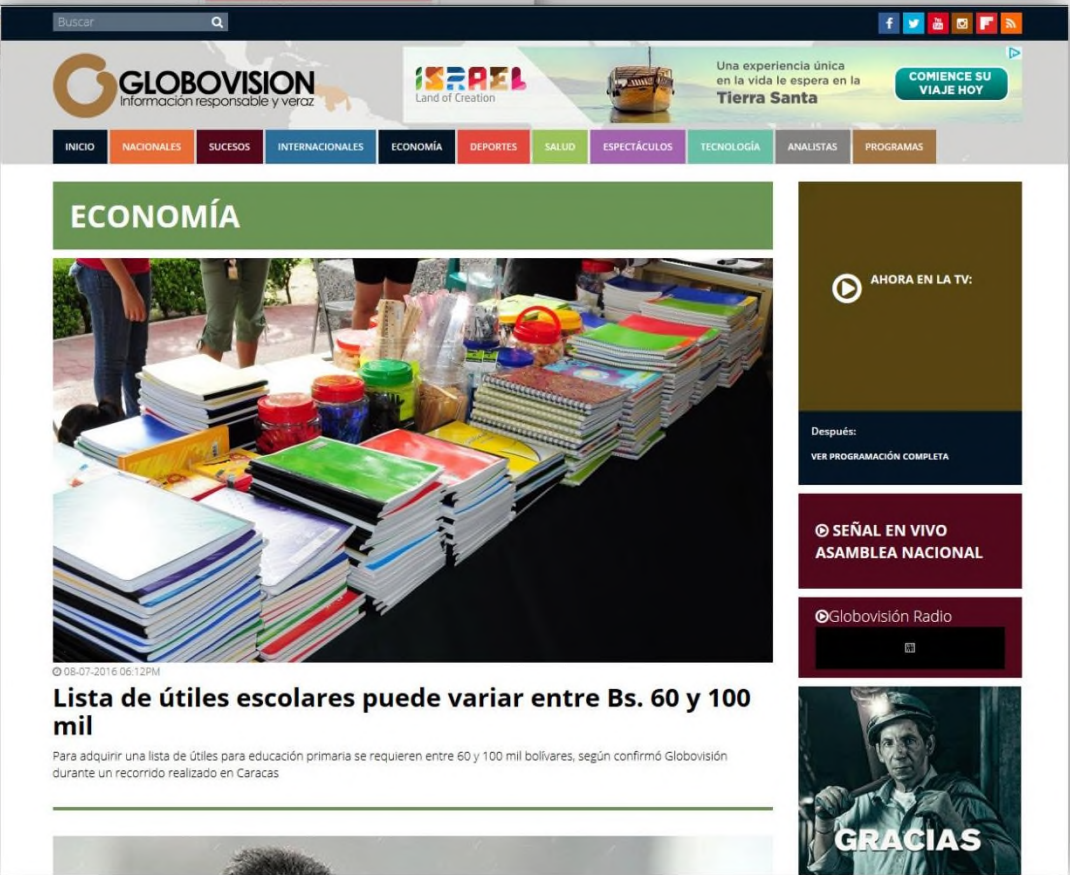 Buscar
GLOBOVISION
Información responsable y veraz
ISRAEL
Land of Creation
Una experiencia única
en la vida le espera en la
Tierra Santa
COMIENCE SU
VIAJE HOY
INICIO NACIONALES SUCESOS INTERNACIONALES ECONOMÍA DEPORTES SALUD ESPECTÁCULOS TECNOLOGÍA ANALISTAS PROGRAMAS
ECONOMÍA
08-07-2016 06:12PM
Lista de útiles escolares puede variar entre Bs. 60 y 100
mil
Para adquirir una lista de útiles para educación primaria se requieren entre 60 y 100 mil bolívares, según confirmó Globovisión
durante un recorrido realizado en Caracas
AHORA EN LA TV:
Después:
VER PROGRAMACIÓN COMPLETA
SEÑAL EN VIVO
ASAMBLEA NACIONAL
Globovisión Radio
GRACIAS